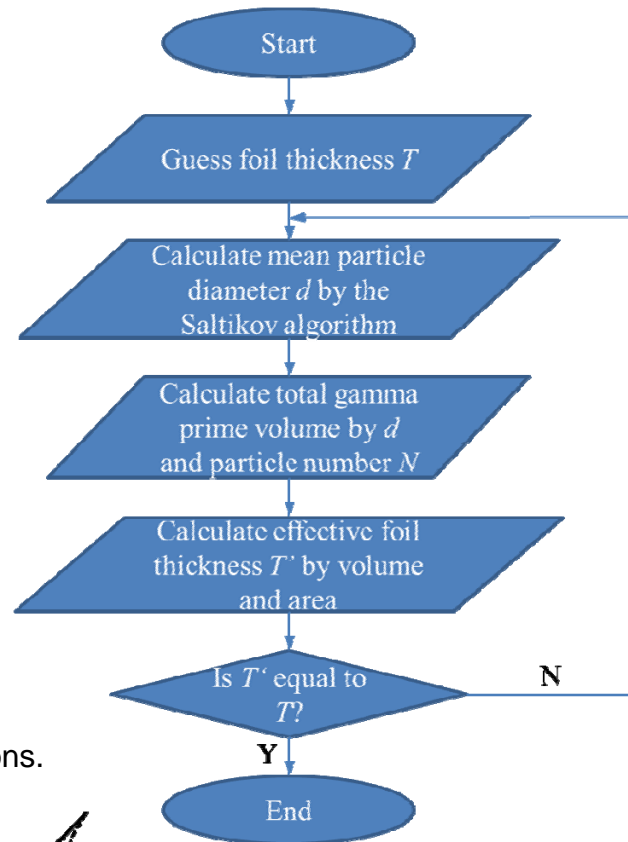 Start
Guess foil thickness T
Calculate mean particle
diameter d by the
Saltikov algorithm
Calculate total gamma
prime volume by d
and particle number N
Calculate effective foil
thickness T' by volume
and area
Is T' equal to
T?
N
Y
ons.
End